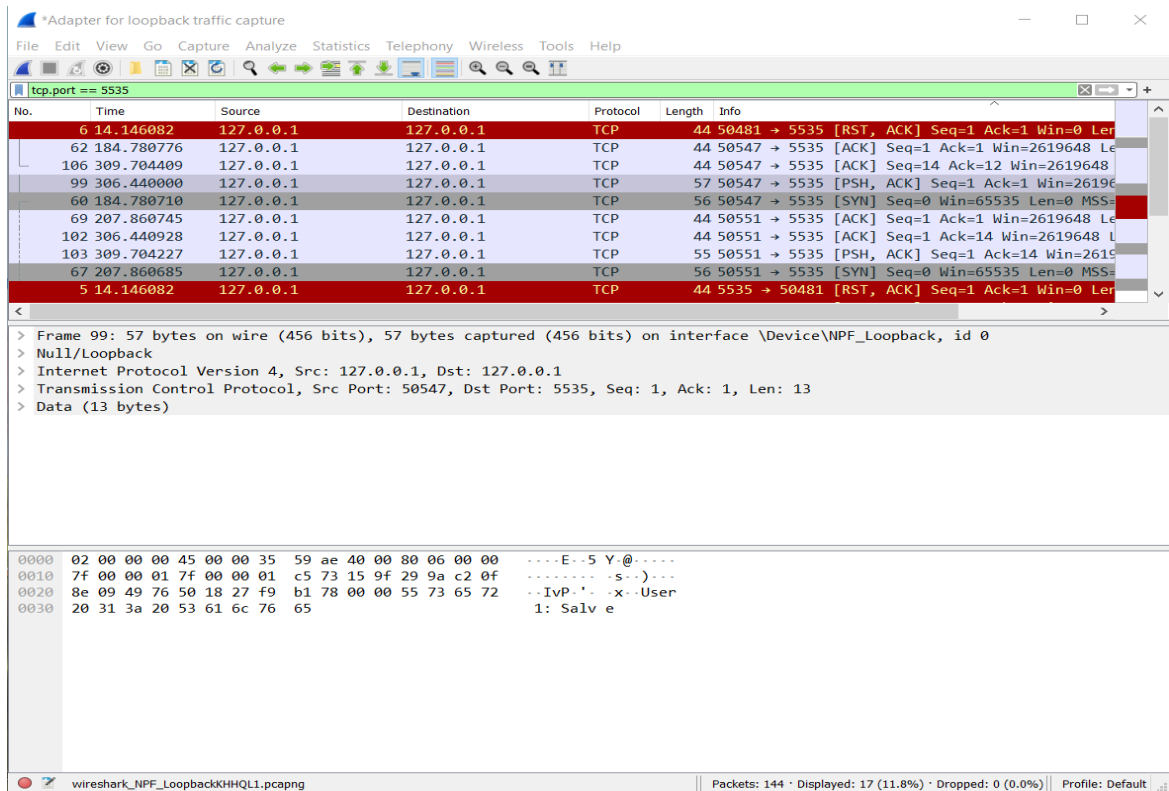 *Adapter for loopback traffic capture
File Edit View Go Capture Analyze Statistics Telephony Wireless Tools Help
tcp.port == 5535
No. Time Source Destination Protocol Length Info
6 14.146082 127.0.0.1 127.0.0.1 TCP 44 50481 → 5535 [RST, ACK] Seq=1 Ack=1 Win=0 Len
62 184.780776 127.0.0.1 127.0.0.1 TCP 44 50547 → 5535 [ACK] Seq=1 Ack=1 Win=2619648 Le
106 309.704409 127.0.0.1 127.0.0.1 TCP 44 50547 → 5535 [ACK] Seq=14 Ack=12 Win=2619648
99 306.440000 127.0.0.1 127.0.0.1 TCP 57 50547 → 5535 [PSH, ACK] Seq=1 Ack=1 Win=26196
60 184.780710 127.0.0.1 127.0.0.1 TCP 56 50547 → 5535 [SYN] Seq=0 Win=65535 Len=0 MSS=
69 207.860745 127.0.0.1 127.0.0.1 TCP 44 50551 → 5535 [ACK] Seq=1 Ack=1 Win=2619648 Le
102 306.440928 127.0.0.1 127.0.0.1 TCP 44 50551 → 5535 [ACK] Seq=1 Ack=14 Win=2619648 L
103 309.704227 127.0.0.1 127.0.0.1 TCP 55 50551 → 5535 [PSH, ACK] Seq=1 Ack=14 Win=2619
67 207.860685 127.0.0.1 127.0.0.1 TCP 56 50551 → 5535 [SYN] Seq=0 Win=65535 Len=0 MSS=
5 14.146082 127.0.0.1 127.0.0.1 TCP 44 5535 → 50481 [RST, ACK] Seq=1 Ack=1 Win=0 Len
> Frame 99: 57 bytes on wire (456 bits), 57 bytes captured (456 bits) on interface \Device\NPF_Loopback, id 0
> Null/Loopback
> Internet Protocol Version 4, Src: 127.0.0.1, Dst: 127.0.0.1
> Transmission Control Protocol, Src Port: 50547, Dst Port: 5535, Seq: 1, Ack: 1, Len: 13
> Data (13 bytes)
0000 02 00 00 00 45 00 00 35 59 ae 40 00 80 06 00 00 ····E··5 Y·@·····
0010 7f 00 00 01 7f 00 00 01 c5 73 15 9f 29 9a c2 0f ········ ·s··)···
0020 8e 09 49 76 50 18 27 f9 b1 78 00 00 55 73 65 72 ··IvP·'· ·x··User
0030 20 31 3a 20 53 61 6c 76 65 1: Salv e
wireshark_NPF_LoopbackKHHQL1.pcapng Packets: 144 · Displayed: 17 (11.8%) · Dropped: 0 (0.0%) Profile: Default